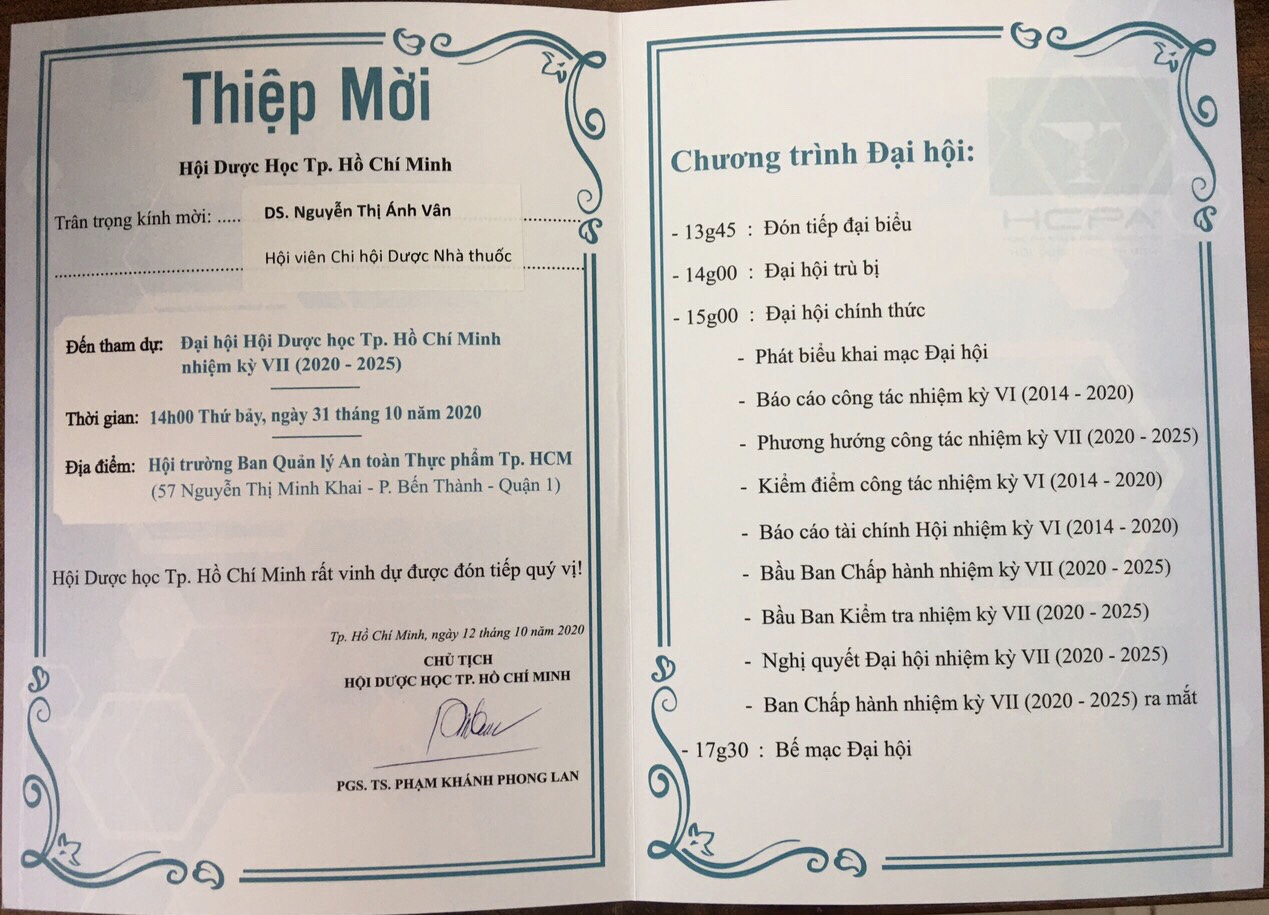 Thiệp Mời
Hội Dược Học Tp. Hồ Chí Minh
Trân trọng kính mời: ..... DS. Nguyễn Thị Ánh Vân
Hội viên Chi hội Dược Nhà thuốc
Đến tham dự: Đại hội Hội Dược học Tp. Hồ Chí Minh
nhiệm kỳ VII (2020 - 2025)
Thời gian: 14h00 Thứ bảy, ngày 31 tháng 10 năm 2020
Địa điểm: Hội trường Ban Quản lý An toàn Thực phẩm Tp. HCM
(57 Nguyễn Thị Minh Khai - P. Bến Thành - Quận 1)
Hội Dược học Tp. Hồ Chí Minh rất vinh dự được đón tiếp quý vị!
Tp. Hồ Chí Minh, ngày 12 tháng 10 năm 2020
CHỦ TỊCH
HỘI DƯỢC HỌC TP. HỒ CHÍ MINH
PGS. TS. PHẠM KHÁNH PHONG LAN
HCPA
Chương trình Đại hội:
- 13g45 : Đón tiếp đại biểu
- 14g00 : Đại hội trù bị
- 15g00 : Đại hội chính thức
- Phát biểu khai mạc Đại hội
- Báo cáo công tác nhiệm kỳ VI (2014 - 2020)
- Phương hướng công tác nhiệm kỳ VII (2020 - 2025)
- Kiểm điểm công tác nhiệm kỳ VI (2014 - 2020)
- Báo cáo tài chính Hội nhiệm kỳ VI (2014 - 2020)
- Bầu Ban Chấp hành nhiệm kỳ VII (2020 - 2025)
- Bầu Ban Kiểm tra nhiệm kỳ VII (2020 - 2025)
- Nghị quyết Đại hội nhiệm kỳ VII (2020 - 2025)
- Ban Chấp hành nhiệm kỳ VII (2020 - 2025) ra mắt
- 17g30 : Bế mạc Đại hội